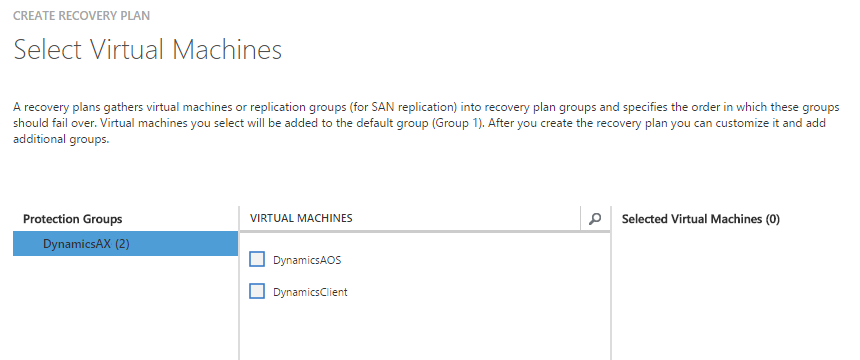 CREATE RECOVERY PLAN
Select Virtual Machines
A recovery plans gathers virtual machines or replication groups (for SAN replication) into recovery plan groups and specifies the order in which these groups
should fail over. Virtual machines you select will be added to the default group (Group 1). After you create the recovery plan you can customize it and add
additional groups.
Protection Groups
VIRTUAL MACHINES
Selected Virtual Machines (0)
DynamicsAX (2)
DynamicsAOS
DynamicsClient